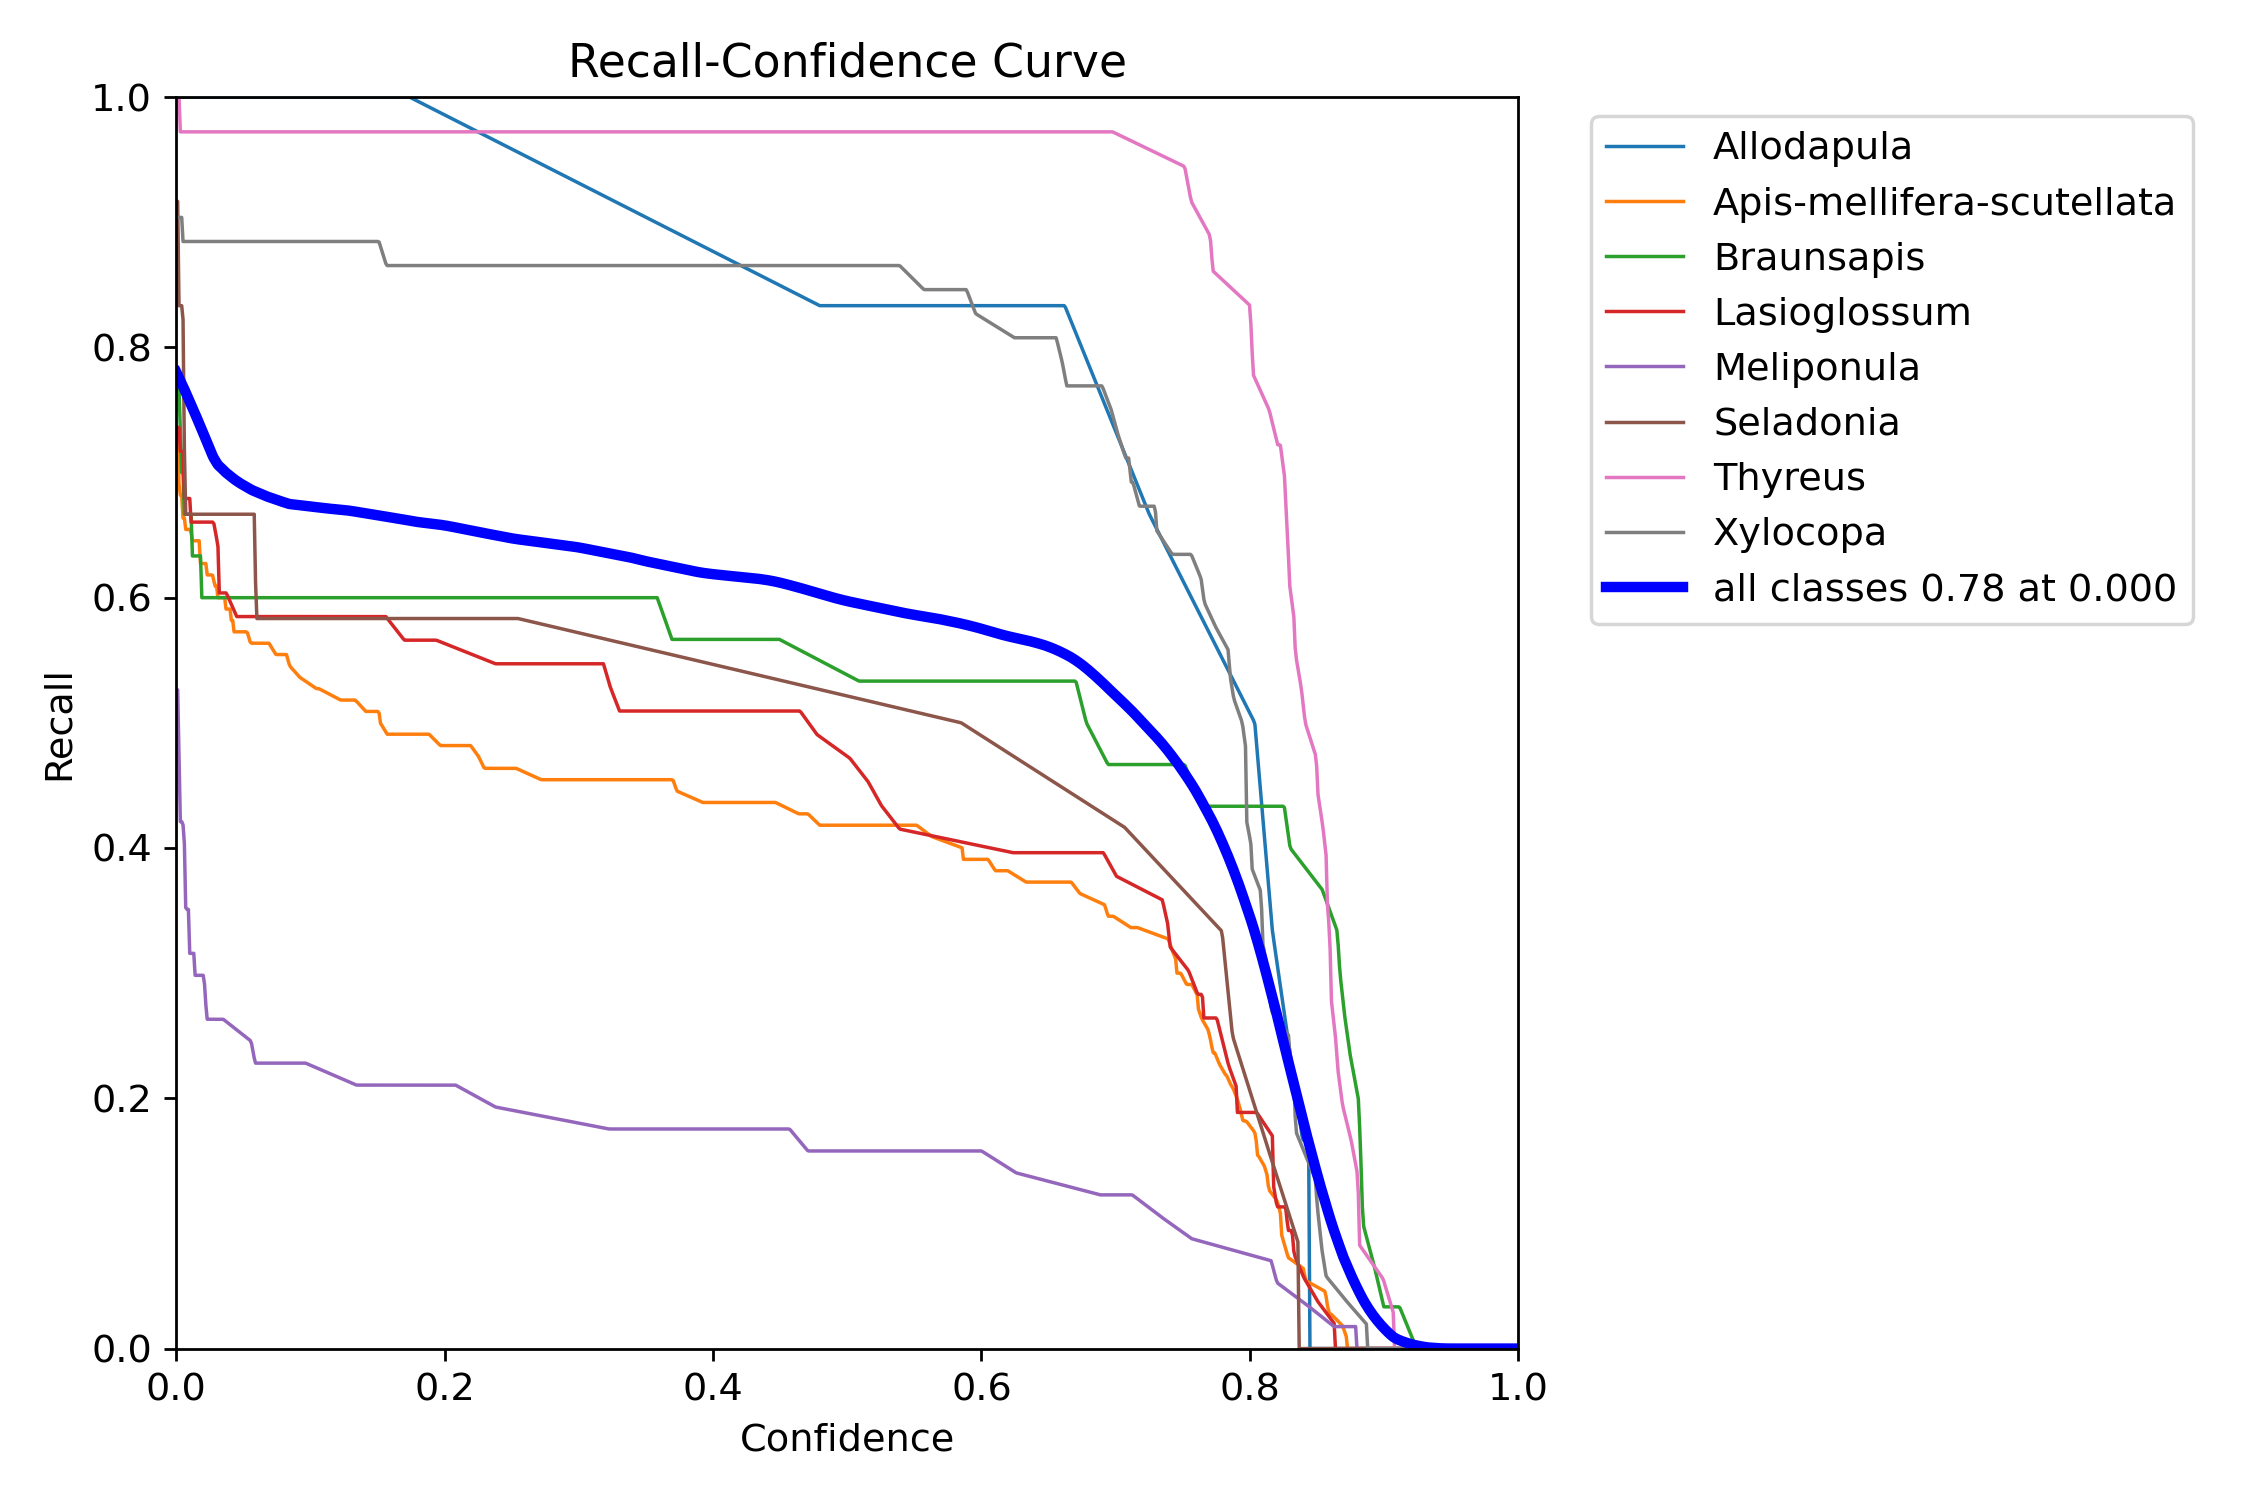 Recall-Confidence Curve
1.0
0.8
0.6
0.4
0.2
0.0
Recall
0.0 0.2 0.4 0.6 0.8 1.0
Confidence
Allodapula
Apis-mellifera-scutellata
Braunsapis
Lasioglossum
Meliponula
Seladonia
Thyreus
Xylocopa
all classes 0.78 at 0.000